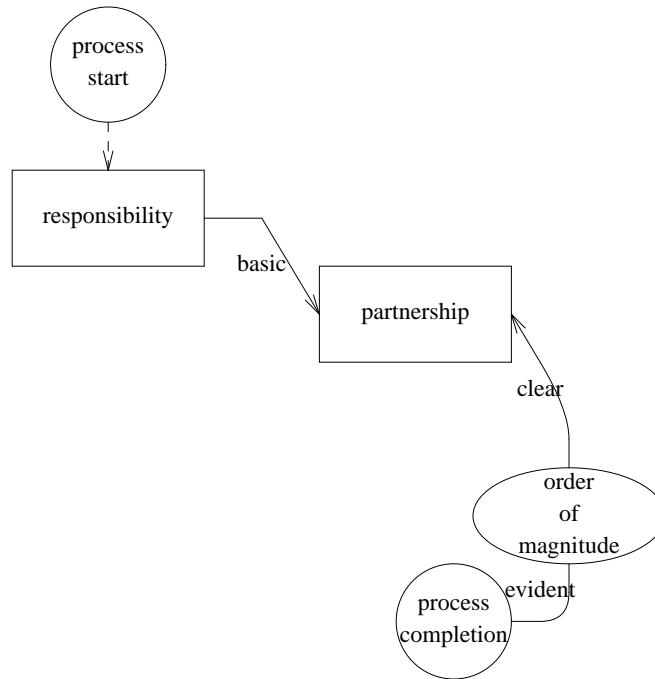 process
start
responsibility
basic
partnership
clear
order
of
magnitude
evident
process
completion